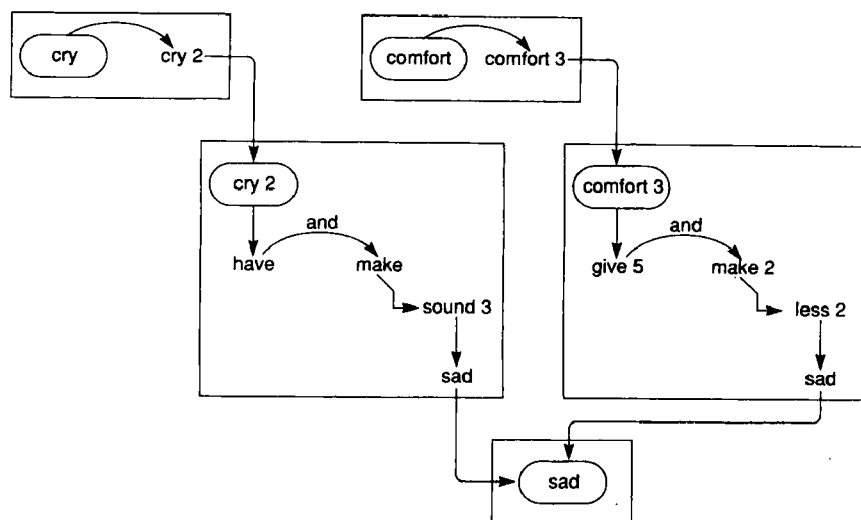 cry
cry 2
comfort
comfort 3
cry 2
and
have
make
sound 3
sad
comfort 3
and
give 5
make 2
less 2
sad
sad